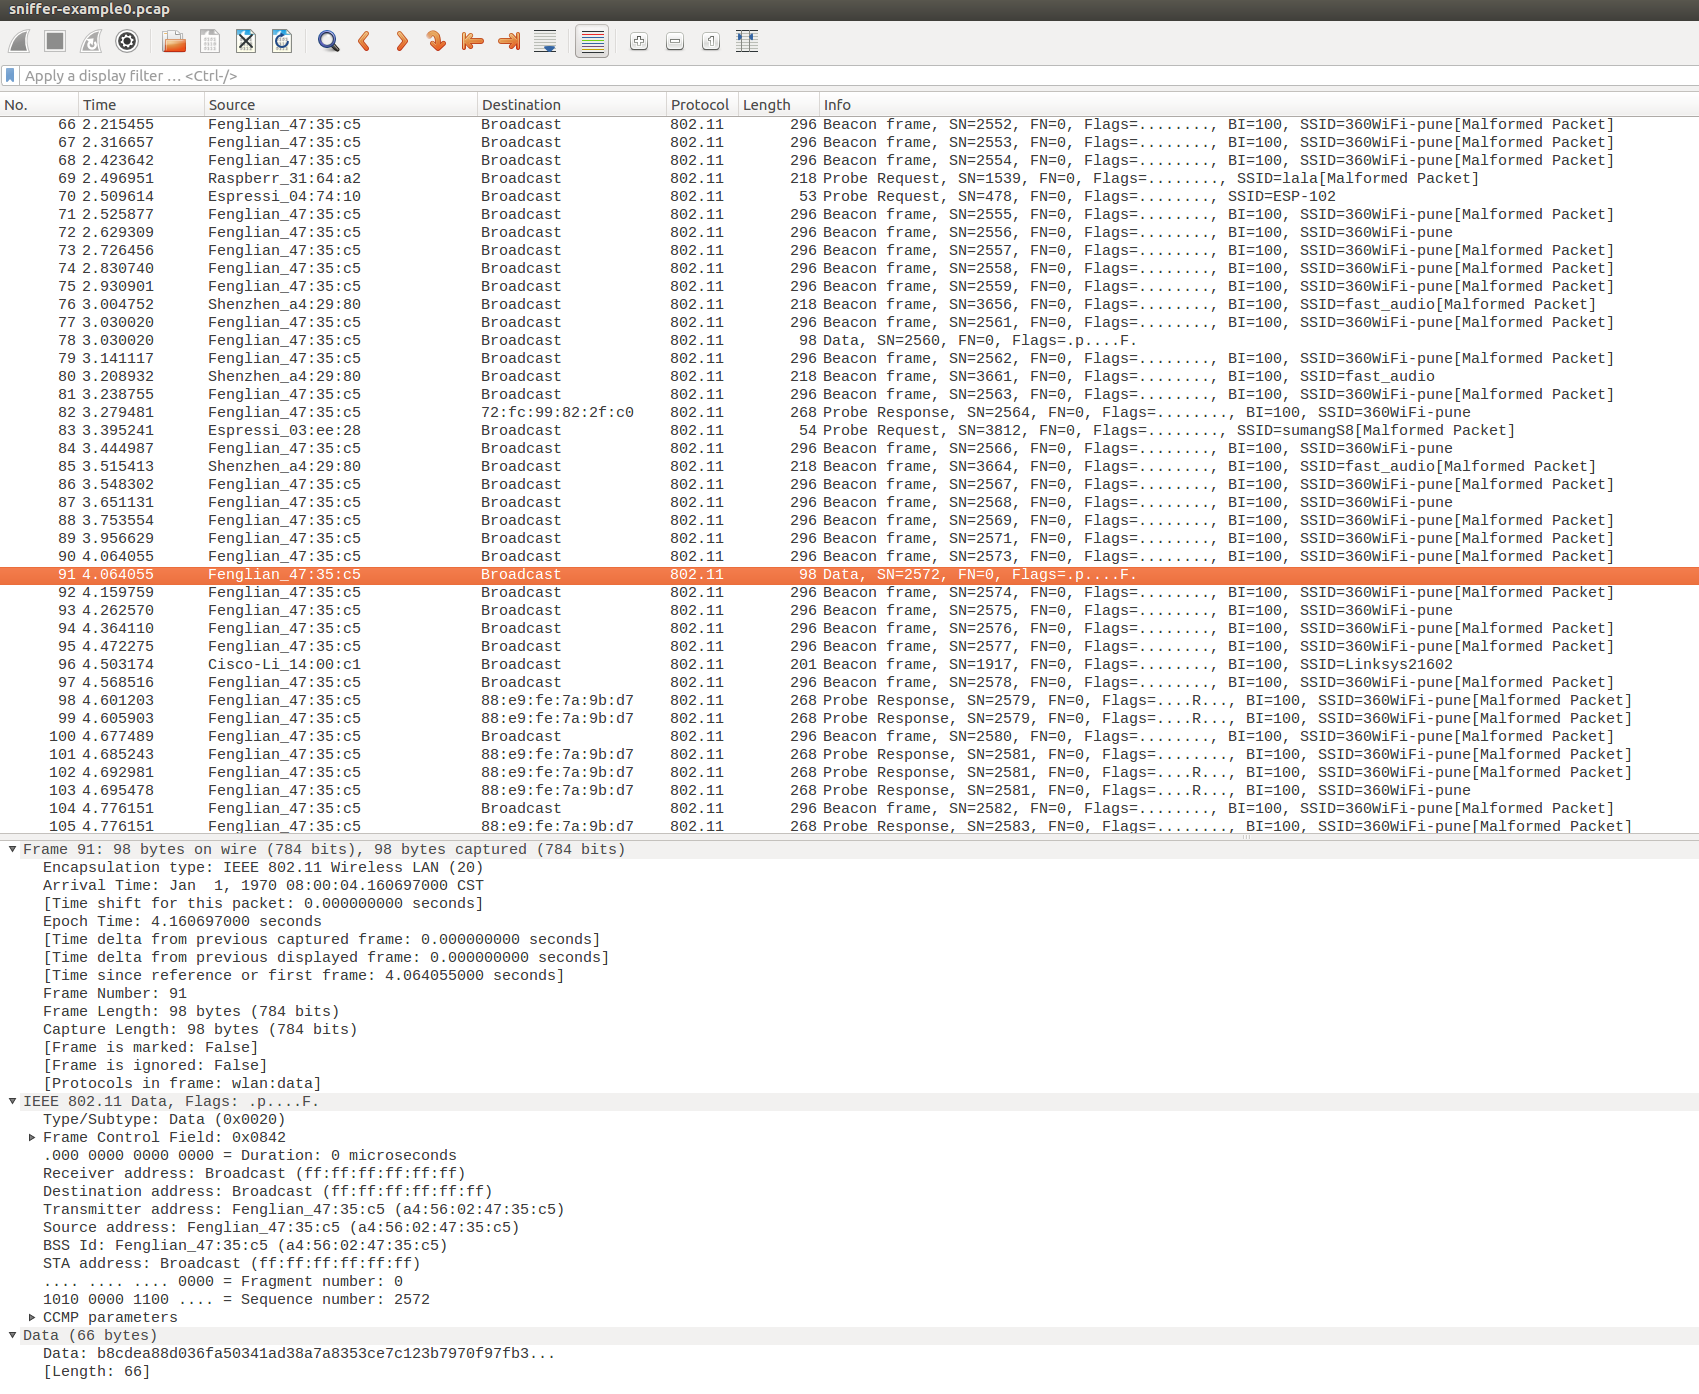 sniffer-example0.pcap
Apply a display filter … <Ctrl-/>
No. Time Source Destination Protocol Length Info
66 2.215455 Fenglian_47:35:c5 Broadcast 802.11 296 Beacon frame, SN=2552, FN=0, Flags=........, BI=100, SSID=360WiFi-pune[Malformed Packet]
67 2.316657 Fenglian_47:35:c5 Broadcast 802.11 296 Beacon frame, SN=2553, FN=0, Flags=........, BI=100, SSID=360WiFi-pune[Malformed Packet]
68 2.423642 Fenglian_47:35:c5 Broadcast 802.11 296 Beacon frame, SN=2554, FN=0, Flags=........, BI=100, SSID=360WiFi-pune[Malformed Packet]
69 2.496951 Raspberr_31:64:a2 Broadcast 802.11 218 Probe Request, SN=1539, FN=0, Flags=........, SSID=lala[Malformed Packet]
70 2.509614 Espressi_04:74:10 Broadcast 802.11 53 Probe Request, SN=478, FN=0, Flags=........, SSID=ESP-102
71 2.525877 Fenglian_47:35:c5 Broadcast 802.11 296 Beacon frame, SN=2555, FN=0, Flags=........, BI=100, SSID=360WiFi-pune[Malformed Packet]
72 2.629309 Fenglian_47:35:c5 Broadcast 802.11 296 Beacon frame, SN=2556, FN=0, Flags=........, BI=100, SSID=360WiFi-pune
73 2.726456 Fenglian_47:35:c5 Broadcast 802.11 296 Beacon frame, SN=2557, FN=0, Flags=........, BI=100, SSID=360WiFi-pune[Malformed Packet]
74 2.830740 Fenglian_47:35:c5 Broadcast 802.11 296 Beacon frame, SN=2558, FN=0, Flags=........, BI=100, SSID=360WiFi-pune[Malformed Packet]
75 2.930901 Fenglian_47:35:c5 Broadcast 802.11 296 Beacon frame, SN=2559, FN=0, Flags=........, BI=100, SSID=360WiFi-pune[Malformed Packet]
76 3.004752 Shenzhen_a4:29:80 Broadcast 802.11 218 Beacon frame, SN=3656, FN=0, Flags=........, BI=100, SSID=fast_audio[Malformed Packet]
77 3.030020 Fenglian_47:35:c5 Broadcast 802.11 296 Beacon frame, SN=2561, FN=0, Flags=........, BI=100, SSID=360WiFi-pune[Malformed Packet]
78 3.030020 Fenglian_47:35:c5 Broadcast 802.11 98 Data, SN=2560, FN=0, Flags=.p....F.
79 3.141117 Fenglian_47:35:c5 Broadcast 802.11 296 Beacon frame, SN=2562, FN=0, Flags=........, BI=100, SSID=360WiFi-pune[Malformed Packet]
80 3.208932 Shenzhen_a4:29:80 Broadcast 802.11 218 Beacon frame, SN=3661, FN=0, Flags=........, BI=100, SSID=fast_audio
81 3.238755 Fenglian_47:35:c5 Broadcast 802.11 296 Beacon frame, SN=2563, FN=0, Flags=........, BI=100, SSID=360WiFi-pune[Malformed Packet]
82 3.279481 Fenglian_47:35:c5 72:fc:99:82:2f:c0 802.11 268 Probe Response, SN=2564, FN=0, Flags=........, BI=100, SSID=360WiFi-pune
83 3.395241 Espressi_03:ee:28 Broadcast 802.11 54 Probe Request, SN=3812, FN=0, Flags=........, SSID=sumangS8[Malformed Packet]
84 3.444987 Fenglian_47:35:c5 Broadcast 802.11 296 Beacon frame, SN=2566, FN=0, Flags=........, BI=100, SSID=360WiFi-pune
85 3.515413 Shenzhen_a4:29:80 Broadcast 802.11 218 Beacon frame, SN=3664, FN=0, Flags=........, BI=100, SSID=fast_audio[Malformed Packet]
86 3.548302 Fenglian_47:35:c5 Broadcast 802.11 296 Beacon frame, SN=2567, FN=0, Flags=........, BI=100, SSID=360WiFi-pune[Malformed Packet]
87 3.651131 Fenglian_47:35:c5 Broadcast 802.11 296 Beacon frame, SN=2568, FN=0, Flags=........, BI=100, SSID=360WiFi-pune
88 3.753554 Fenglian_47:35:c5 Broadcast 802.11 296 Beacon frame, SN=2569, FN=0, Flags=........, BI=100, SSID=360WiFi-pune[Malformed Packet]
89 3.956629 Fenglian_47:35:c5 Broadcast 802.11 296 Beacon frame, SN=2571, FN=0, Flags=........, BI=100, SSID=360WiFi-pune[Malformed Packet]
90 4.064055 Fenglian_47:35:c5 Broadcast 802.11 296 Beacon frame, SN=2573, FN=0, Flags=........, BI=100, SSID=360WiFi-pune[Malformed Packet]
91 4.064055 Fenglian_47:35:c5 Broadcast 802.11 98 Data, SN=2572, FN=0, Flags=.p....F.
92 4.159759 Fenglian_47:35:c5 Broadcast 802.11 296 Beacon frame, SN=2574, FN=0, Flags=........, BI=100, SSID=360WiFi-pune[Malformed Packet]
93 4.262570 Fenglian_47:35:c5 Broadcast 802.11 296 Beacon frame, SN=2575, FN=0, Flags=........, BI=100, SSID=360WiFi-pune
94 4.364110 Fenglian_47:35:c5 Broadcast 802.11 296 Beacon frame, SN=2576, FN=0, Flags=........, BI=100, SSID=360WiFi-pune[Malformed Packet]
95 4.472275 Fenglian_47:35:c5 Broadcast 802.11 296 Beacon frame, SN=2577, FN=0, Flags=........, BI=100, SSID=360WiFi-pune[Malformed Packet]
96 4.503174 Cisco-Li_14:00:c1 Broadcast 802.11 201 Beacon frame, SN=1917, FN=0, Flags=........, BI=100, SSID=Linksys21602
97 4.568516 Fenglian_47:35:c5 Broadcast 802.11 296 Beacon frame, SN=2578, FN=0, Flags=........, BI=100, SSID=360WiFi-pune[Malformed Packet]
98 4.601203 Fenglian_47:35:c5 88:e9:fe:7a:9b:d7 802.11 268 Probe Response, SN=2579, FN=0, Flags=....R..., BI=100, SSID=360WiFi-pune[Malformed Packet]
99 4.605903 Fenglian_47:35:c5 88:e9:fe:7a:9b:d7 802.11 268 Probe Response, SN=2579, FN=0, Flags=....R..., BI=100, SSID=360WiFi-pune[Malformed Packet]
100 4.677489 Fenglian_47:35:c5 Broadcast 802.11 296 Beacon frame, SN=2580, FN=0, Flags=........, BI=100, SSID=360WiFi-pune[Malformed Packet]
101 4.685243 Fenglian_47:35:c5 88:e9:fe:7a:9b:d7 802.11 268 Probe Response, SN=2581, FN=0, Flags=........, BI=100, SSID=360WiFi-pune[Malformed Packet]
102 4.692981 Fenglian_47:35:c5 88:e9:fe:7a:9b:d7 802.11 268 Probe Response, SN=2581, FN=0, Flags=....R..., BI=100, SSID=360WiFi-pune[Malformed Packet]
103 4.695478 Fenglian_47:35:c5 88:e9:fe:7a:9b:d7 802.11 268 Probe Response, SN=2581, FN=0, Flags=....R..., BI=100, SSID=360WiFi-pune
104 4.776151 Fenglian_47:35:c5 Broadcast 802.11 296 Beacon frame, SN=2582, FN=0, Flags=........, BI=100, SSID=360WiFi-pune[Malformed Packet]
105 4.776151 Fenglian_47:35:c5 88:e9:fe:7a:9b:d7 802.11 268 Probe Response, SN=2583, FN=0, Flags=........, BI=100, SSID=360WiFi-pune[Malformed Packet]
Frame 91: 98 bytes on wire (784 bits), 98 bytes captured (784 bits)
Encapsulation type: IEEE 802.11 Wireless LAN (20)
Arrival Time: Jan  1, 1970 08:00:04.160697000 CST
[Time shift for this packet: 0.000000000 seconds]
Epoch Time: 4.160697000 seconds
[Time delta from previous captured frame: 0.000000000 seconds]
[Time delta from previous displayed frame: 0.000000000 seconds]
[Time since reference or first frame: 4.064055000 seconds]
Frame Number: 91
Frame Length: 98 bytes (784 bits)
Capture Length: 98 bytes (784 bits)
[Frame is marked: False]
[Frame is ignored: False]
[Protocols in frame: wlan:data]
IEEE 802.11 Data, Flags: .p....F.
Type/Subtype: Data (0x0020)
Frame Control Field: 0x0842
.000 0000 0000 0000 = Duration: 0 microseconds
Receiver address: Broadcast (ff:ff:ff:ff:ff:ff)
Destination address: Broadcast (ff:ff:ff:ff:ff:ff)
Transmitter address: Fenglian_47:35:c5 (a4:56:02:47:35:c5)
Source address: Fenglian_47:35:c5 (a4:56:02:47:35:c5)
BSS Id: Fenglian_47:35:c5 (a4:56:02:47:35:c5)
STA address: Broadcast (ff:ff:ff:ff:ff:ff)
.... .... .... 0000 = Fragment number: 0
1010 0000 1100 .... = Sequence number: 2572
CCMP parameters
Data (66 bytes)
Data: b8cdea88d036fa50341ad38a7a8353ce7c123b7970f97fb3...
[Length: 66]